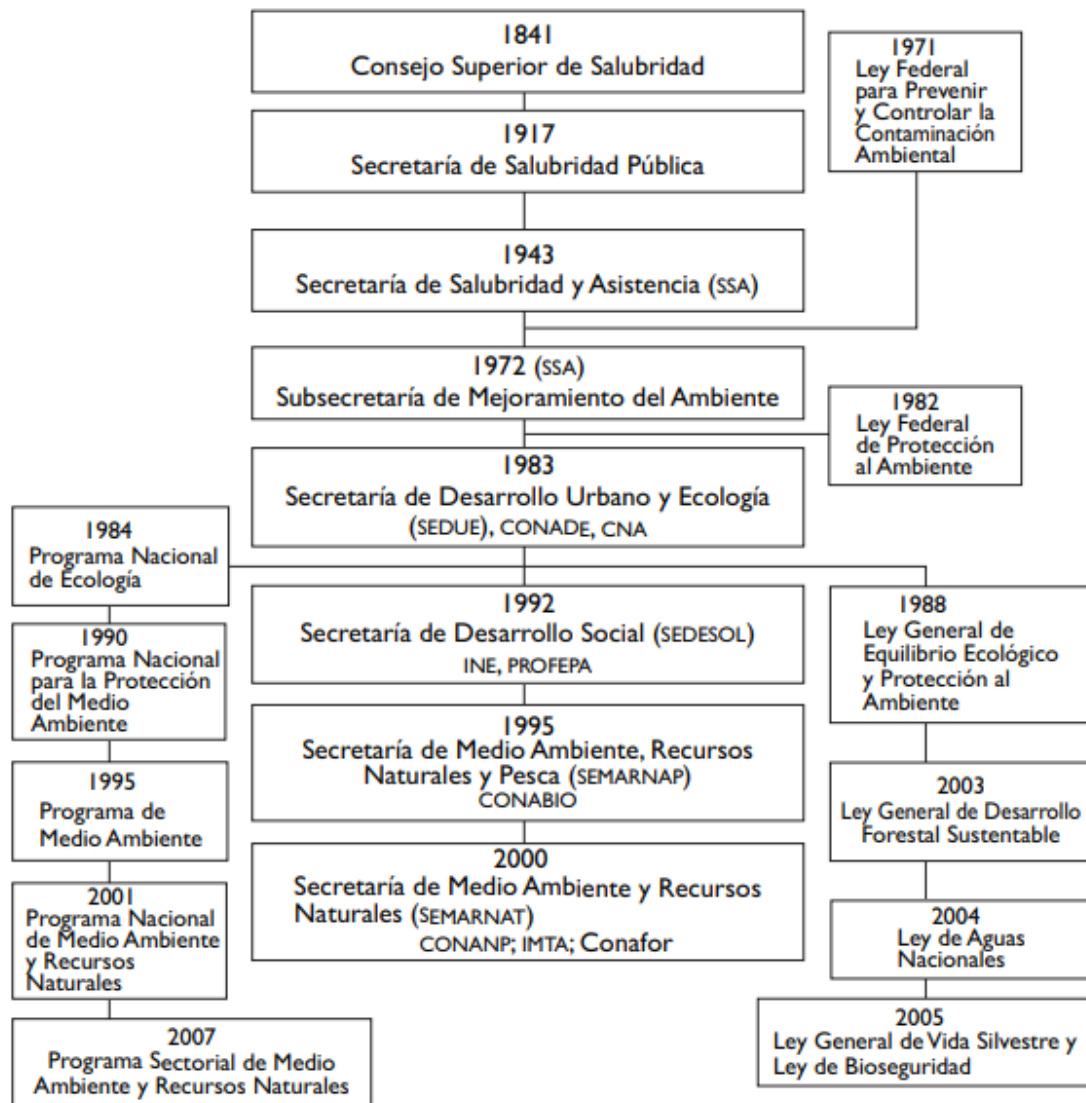 1841
Consejo Superior de Salubridad
1971
Ley Federal
para Prevenir
y Controlar la
Contaminación
Ambiental
1917
Secretaría de Salubridad Pública
1943
Secretaría de Salubridad y Asistencia (SSA)
1972 (SSA)
Subsecretaría de Mejoramiento del Ambiente
1982
Ley Federal
de Protección
al Ambiente
1983
Secretaría de Desarrollo Urbano y Ecología
(SEDUE), CONADE, CNA
1984
Programa Nacional
de Ecología
1990
Programa Nacional
para la Protección
del Medio
Ambiente
1995
Programa de
Medio Ambiente
2001
Programa Nacional
de Medio Ambiente
y Recursos
Naturales
2007
Programa Sectorial de Medio
Ambiente y Recursos Naturales
1992
Secretaría de Desarrollo Social (SEDESOL)
INE, PROFEPA
1995
Secretaría de Medio Ambiente, Recursos
Naturales y Pesca (SEMARNAP)
CONABIO
2000
Secretaría de Medio Ambiente y Recursos
Naturales (SEMARNAT)
CONANP; IMTA; Conafor
1988
Ley General de
Equilibrio Ecológico
y Protección al
Ambiente
2003
Ley General de Desarrollo
Forestal Sustentable
2004
Ley de Aguas
Nacionales
2005
Ley General de Vida Silvestre y
Ley de Bioseguridad